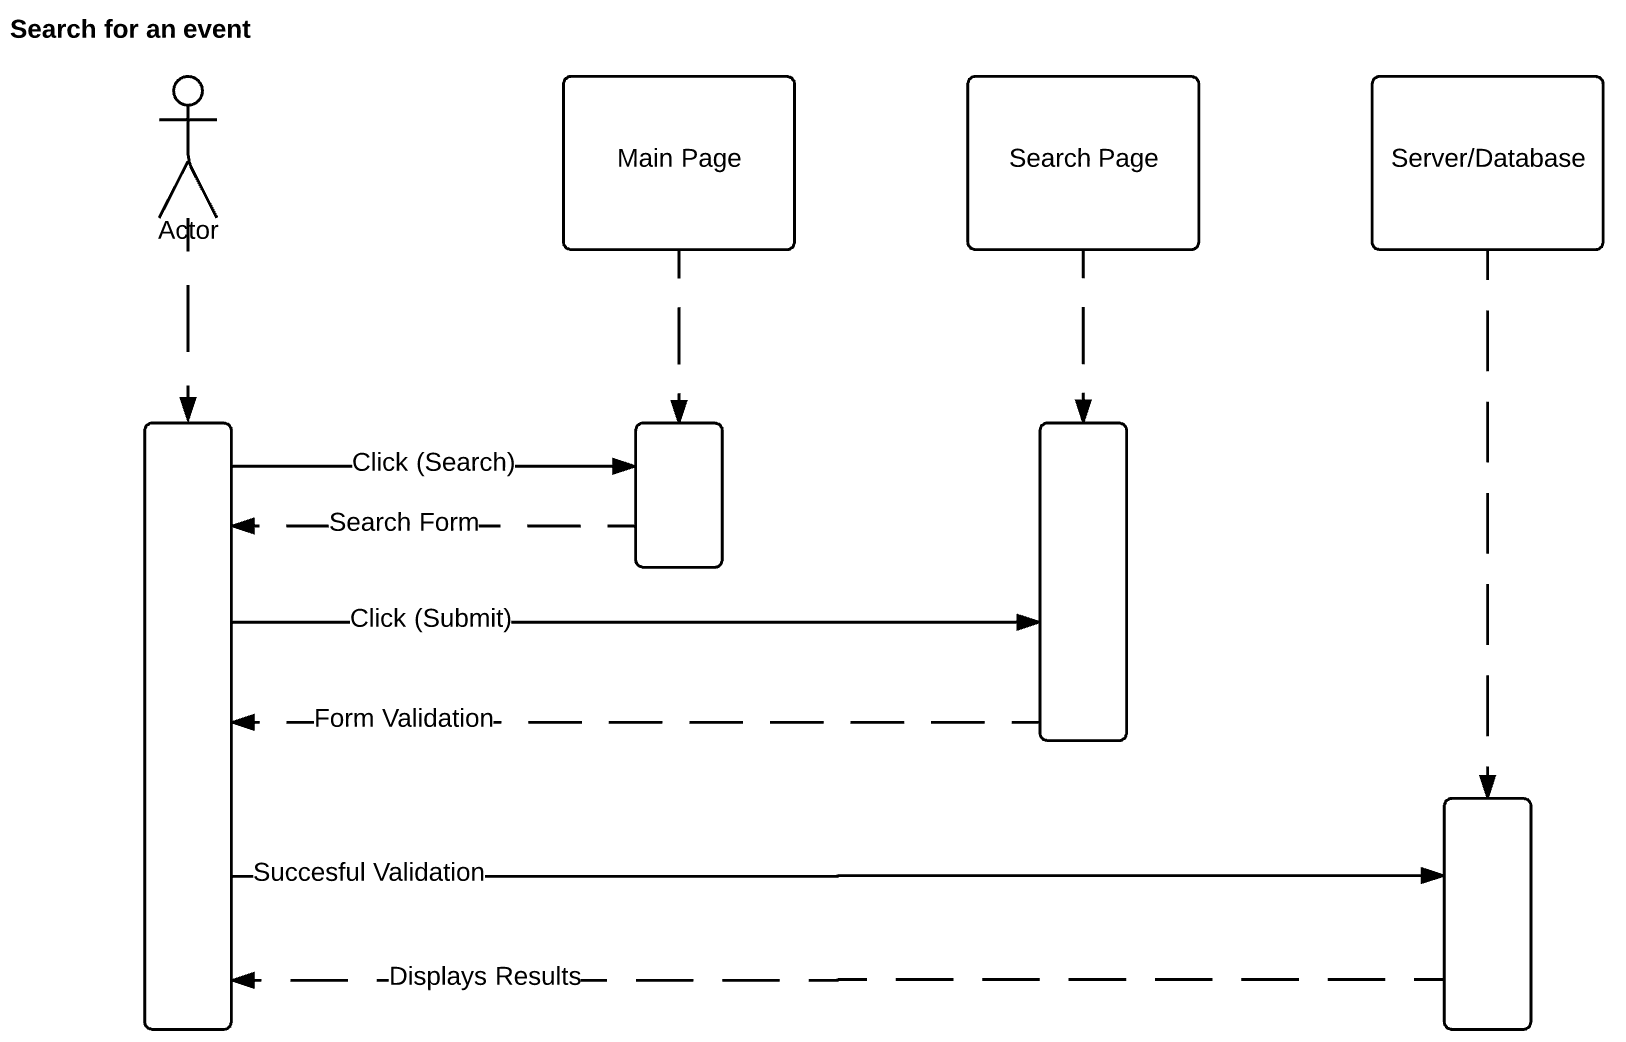 Search for an event
Actor
Main Page
Search Page
Server/Database
Click (Search)
Search Form
Click (Submit)
Form Validation
Succesful Validation
Displays Results